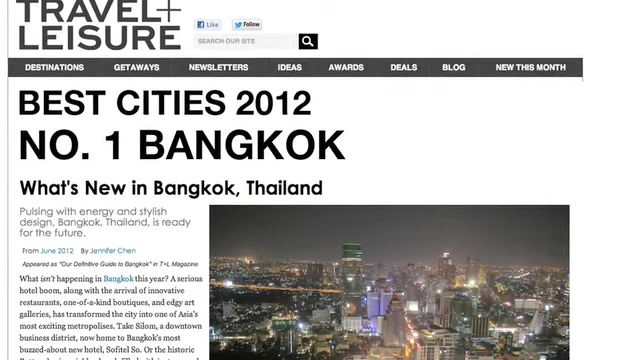 TRAVEL+
LEISURE
Like
Follow
SEARCH OUR SITE
DESTINATIONS GETAWAYS NEWSLETTERS IDEAS AWARDS DEALS BLOG NEW THIS MONTH
BEST CITIES 2012
NO. 1 BANGKOK
What's New in Bangkok, Thailand
Pulsing with energy and stylish
design, Bangkok, Thailand, is ready
for the future.
From June 2012 By Jennifer Chen
Appeared as "Our Definitive Guide to Bangkok" in T+L Magazine
What isn't happening in Bangkok this year? A serious
hotel boom, along with the arrival of innovative
restaurants, one-of-a-kind boutiques, and edgy art
galleries, has transformed the city into one of Asia's
most exciting metropolises. Take Silom, a downtown
business district, now home to Bangkok's most
buzzed-about new hotel, Sofitel So. Or the historic